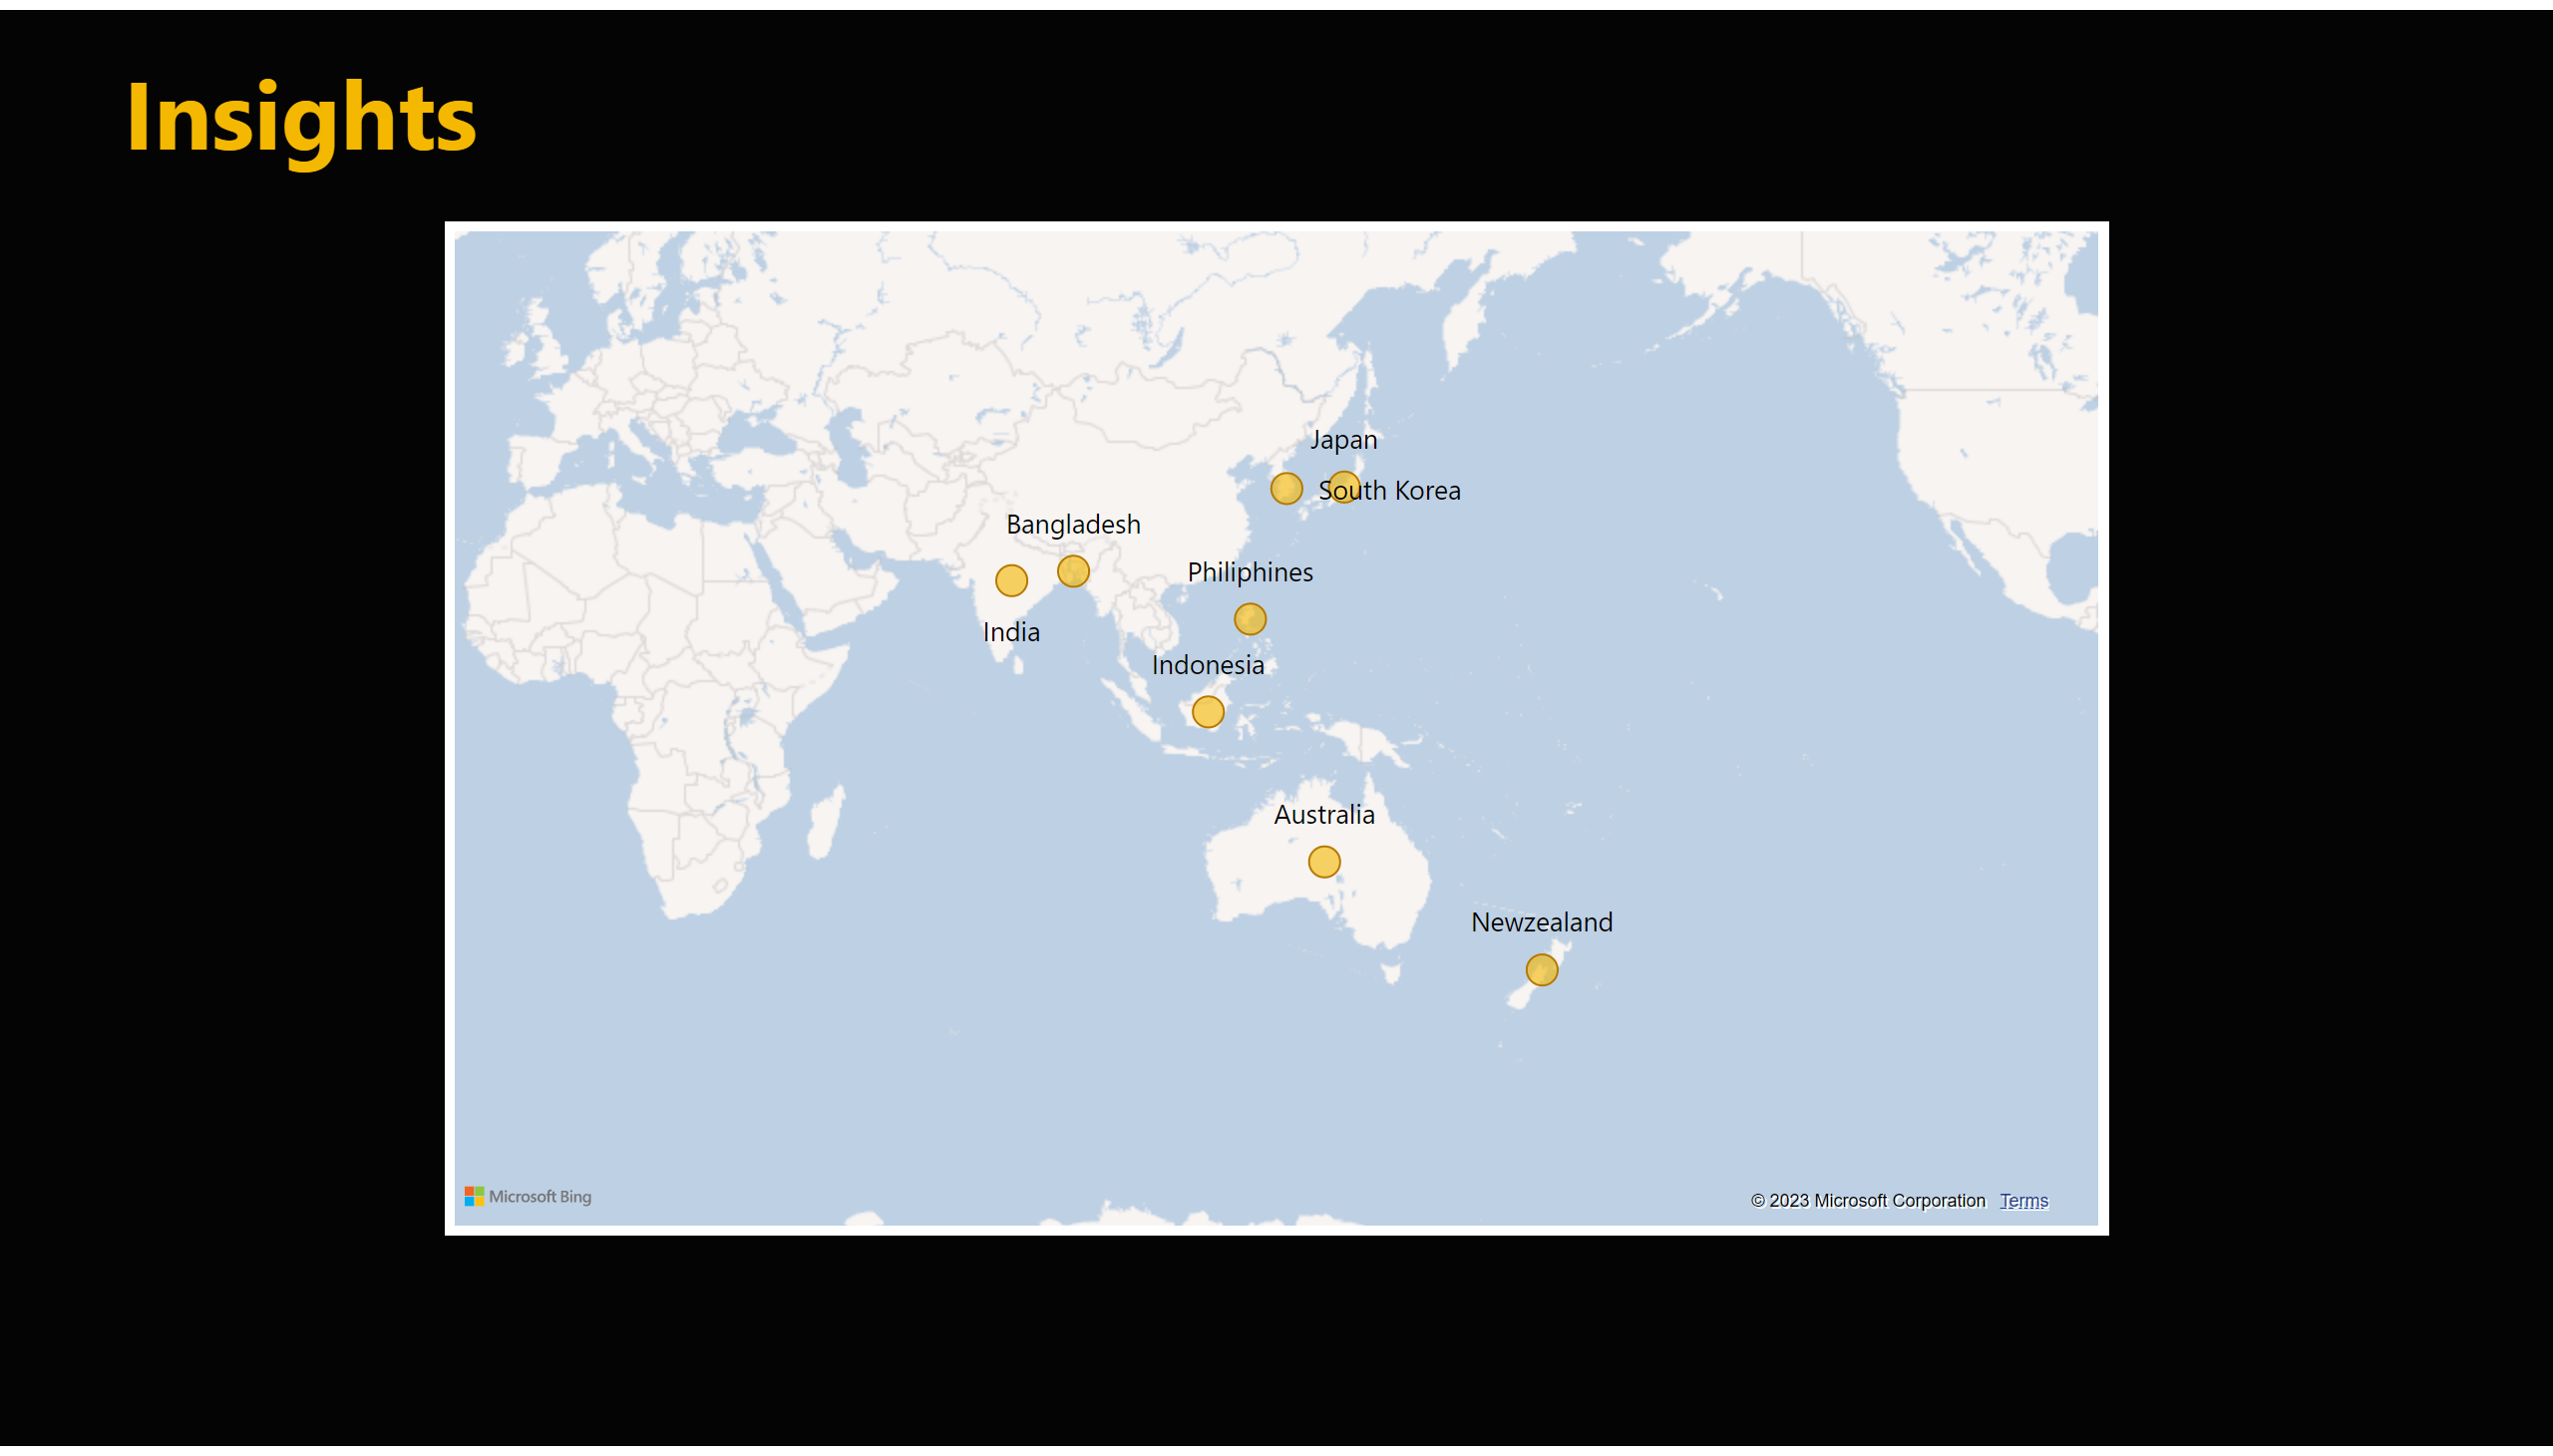 Insights
Japan
South Korea
Bangladesh
Philiphines
India
Indonesia
Australia
Newzealand
Microsoft Bing
© 2023 Microsoft Corporation Terms